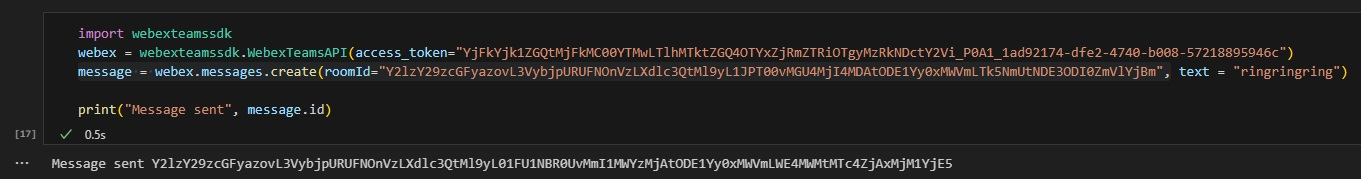 import webexteamssdk
webex = webexteamssdk.WebexTeamsAPI(access_token="YjFkYjk1ZGQtMjFkMC00YTMwLTlhMTktZGQ4OTYxZjRmZTRiOTgyMzRkNDctY2Vi_P0A1_1ad92174-dfe2-4740-b008-57218895946c")
message = webex.messages.create(roomId="Y2lzY29zcGFyazovL3VybjpURUFNOnVzLXdlc3QtMl9yL1JPT00vMGU4MjI4MDAtODE1Yy0xMWVmLTk5NmUtNDE3ODI0ZmVlYjBm", text = "ringringring")
print("Message sent", message.id)
[17]
0.5s
... Message sent Y2lzY29zcGFyazovL3VybjpURUFNOnVzLXdlc3QtMl9yL01FU1NBR0UvMmI1MWYzMjAtODE1Yy0xMWVmLWE4MWMtMTc4ZjAxMjM1YjE5